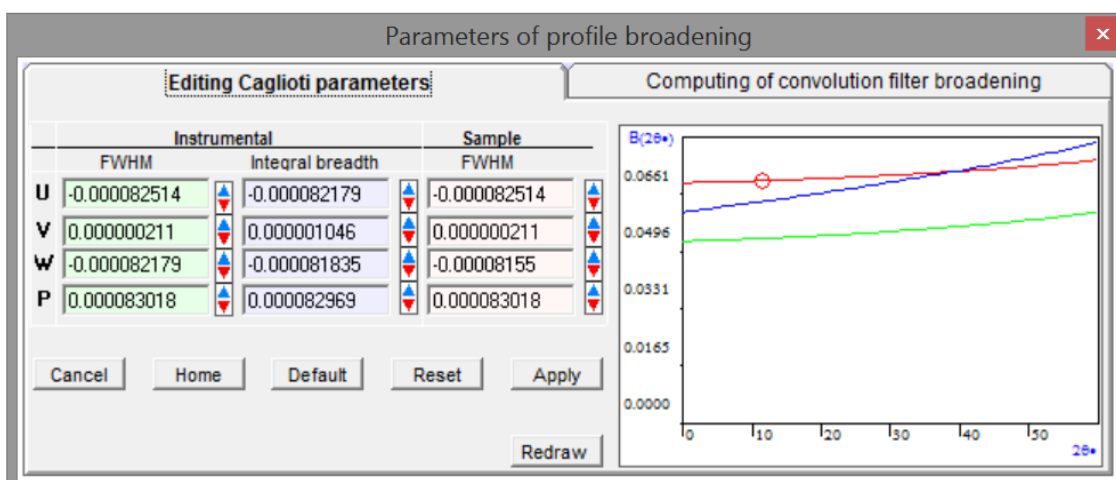 Parameters of profile broadening
×
Editing Caglioti parameters
Computing of convolution filter broadening
Instrumental Sample
FWHM Integral breadth FWHM
U -0.000082514 -0.000082179 -0.000082514
V 0.000000211 0.000001046 0.000000211
W -0.000082179 -0.000081835 -0.00008155
P 0.000083018 0.000082969 0.000083018
Cancel Home Default Reset Apply
Redraw
B(2θ•)
0.0661
0.0496
0.0331
0.0165
0.0000
0 10 20 30 40 50
2θ•